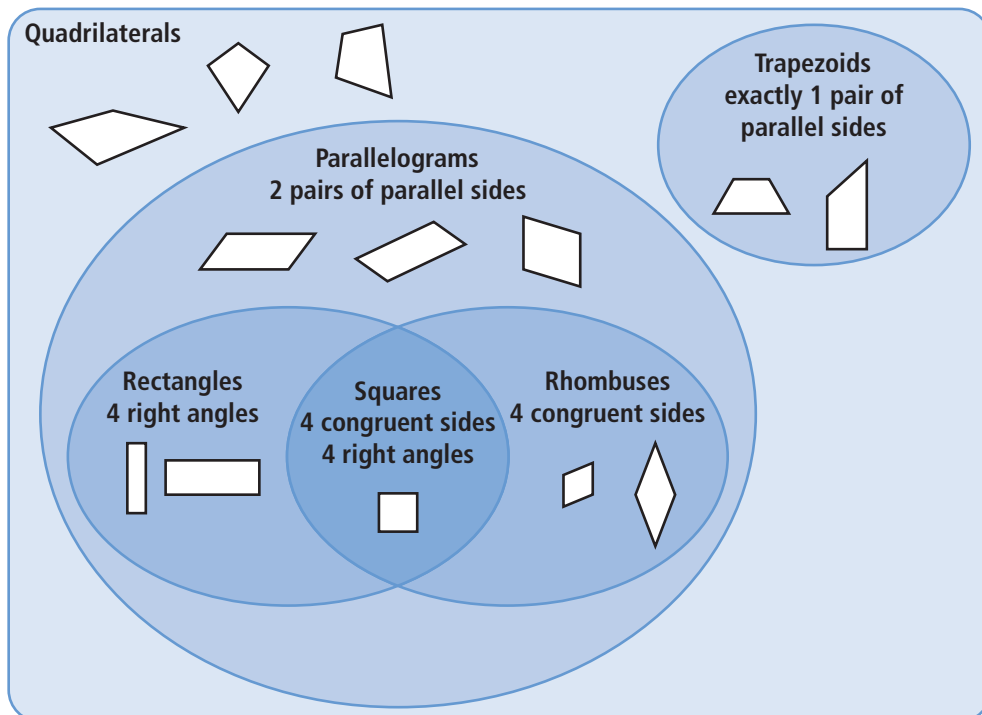 Quadrilaterals
Trapezoids
exactly 1 pair of
parallel sides
Parallelograms
2 pairs of parallel sides
Rectangles
4 right angles
Squares
4 congruent sides
4 right angles
Rhombuses
4 congruent sides